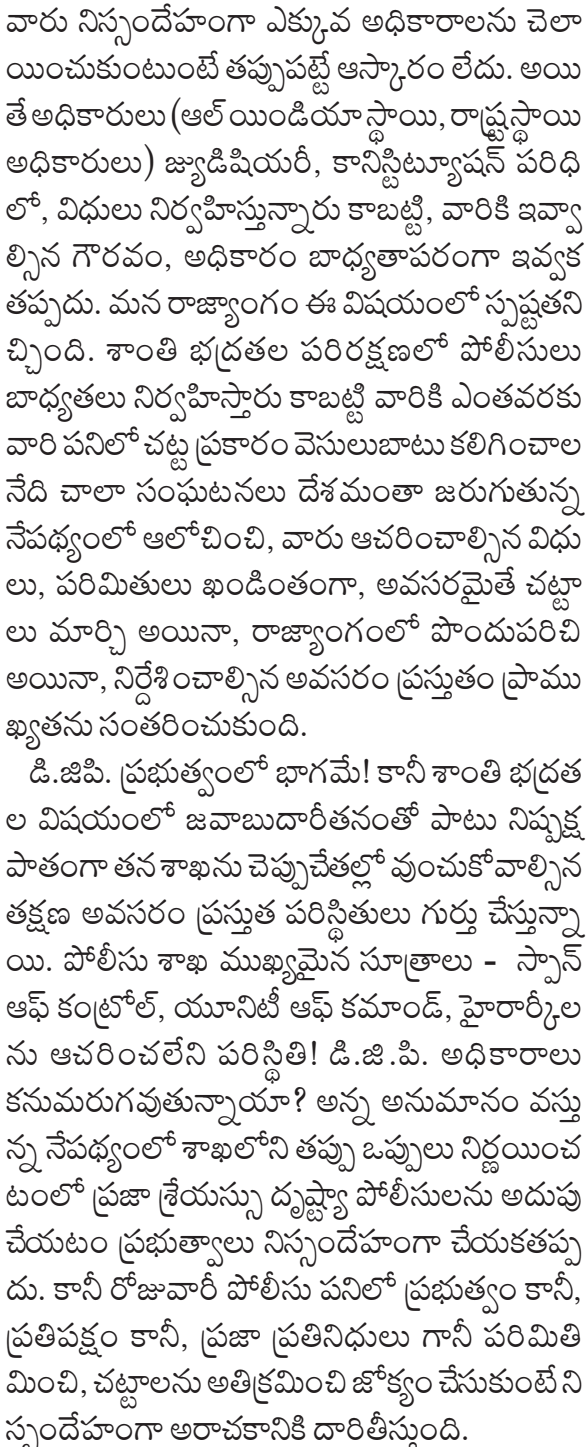 వారు నిస్సందేహంగా ఎక్కువ అధికారాలను చెలా
యించుకుంటుంటే తప్పుపట్టే ఆస్కారం లేదు. అయి
తే అధికారులు (ఆల్ యిండియా స్థాయి, రాష్ట్రస్థాయి
అధికారులు) జ్యుడిషియరీ, కానిస్టిట్యూషన్ పరిధి
లో, విధులు నిర్వహిస్తున్నారు కాబట్టి, వారికి ఇవ్వా
ల్సిన గౌరవం, అధికారం బాధ్యతాపరంగా ఇవ్వక
తప్పదు. మన రాజ్యాంగం ఈ విషయంలో స్పష్టతని
చ్చింది. శాంతి భద్రతల పరిరక్షణలో పోలీసులు
బాధ్యతలు నిర్వహిస్తారు కాబట్టి వారికి ఎంతవరకు
వారి పనిలో చట్ట ప్రకారం వెసులుబాటు కలిగించాల
నేది చాలా సంఘటనలు దేశమంతా జరుగుతున్న
నేపథ్యంలో ఆలోచించి, వారు ఆచరించాల్సిన విధు
లు, పరిమితులు ఖండింతంగా, అవసరమైతే చట్టా
లు మార్చి అయినా, రాజ్యాంగంలో పొందుపరిచి
అయినా, నిర్దేశించాల్సిన అవసరం ప్రస్తుతం ప్రాము
ఖ్యతను సంతరించుకుంది.
డి.జిపి. ప్రభుత్వంలో భాగమే! కానీ శాంతి భద్రత
ల విషయంలో జవాబుదారీతనంతో పాటు నిష్పక్ష
పాతంగా తన శాఖను చెప్పుచేతల్లో వుంచుకోవాల్సిన
తక్షణ అవసరం ప్రస్తుత పరిస్థితులు గుర్తు చేస్తున్నా
యి. పోలీసు శాఖ ముఖ్యమైన సూత్రాలు - స్పాన్
ఆఫ్ కంట్రోల్, యూనిటీ ఆఫ్ కమాండ్, హైరార్కీల
ను ఆచరించలేని పరిస్థితి! డి.జి.పి. అధికారాలు
కనుమరుగవుతున్నాయా? అన్న అనుమానం వస్తు
న్న నేపథ్యంలో శాఖలోని తప్పు ఒప్పులు నిర్ణయించ
టంలో ప్రజా శ్రేయస్సు దృష్ట్యా పోలీసులను అదుపు
చేయటం ప్రభుత్వాలు నిస్సందేహంగా చేయకతప్ప
దు. కానీ రోజువారీ పోలీసు పనిలో ప్రభుత్వం కానీ,
ప్రతిపక్షం కానీ, ప్రజా ప్రతినిధులు గానీ పరిమితి
మించి, చట్టాలను అతిక్రమించి జోక్యం చేసుకుంటే ని
స్సందేహంగా అరాచకానికి దారితీస్తుంది.